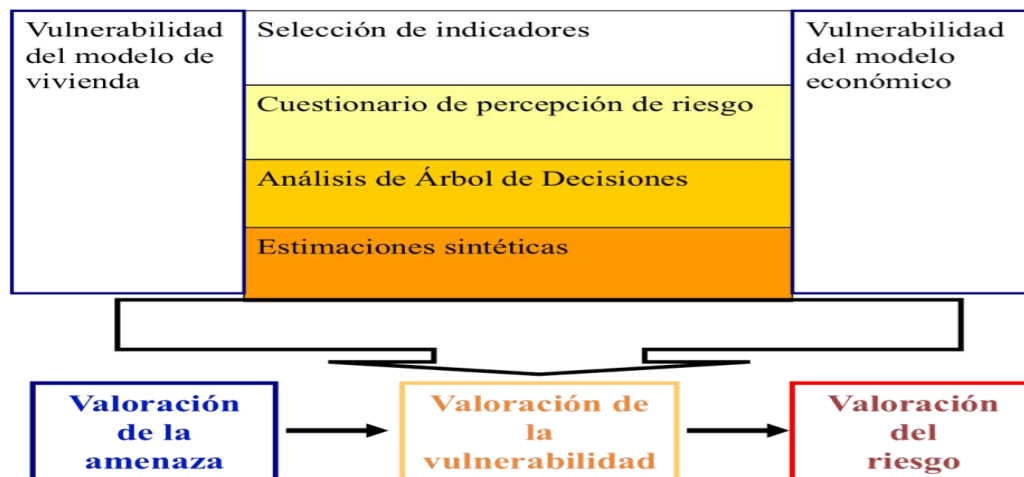 Vulnerabilidad
del modelo de
vivienda
Selección de indicadores
Cuestionario de percepción de riesgo
Análisis de Árbol de Decisiones
Estimaciones sintéticas
Vulnerabilidad
del modelo
económico
Valoración
de la
amenaza
Valoración de
la
vulnerabilidad
Valoración
del
riesgo